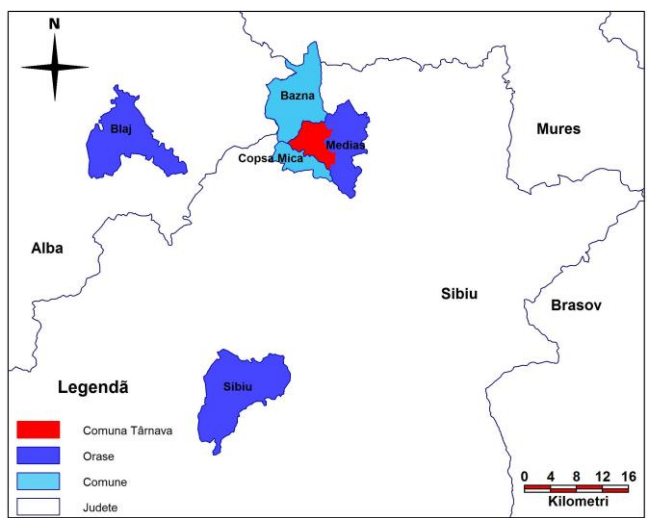 N
Bazna
Blaj
Mures
Medias
Copsa Mica
Alba
Sibiu
Brasov
Sibiu
Legendã
Comuna Târnava
Orase
Comune
Judete
0 4 8 12 16
Kilometri